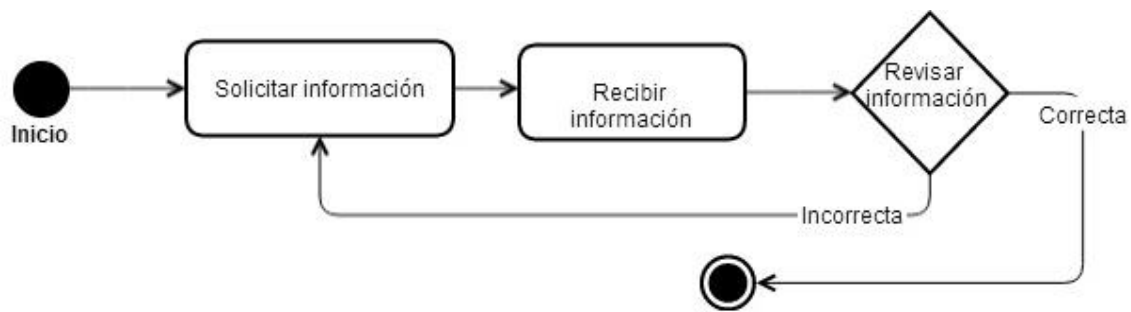 Inicio
Solicitar información
Recibir
información
Revisar
información
Correcta
Incorrecta